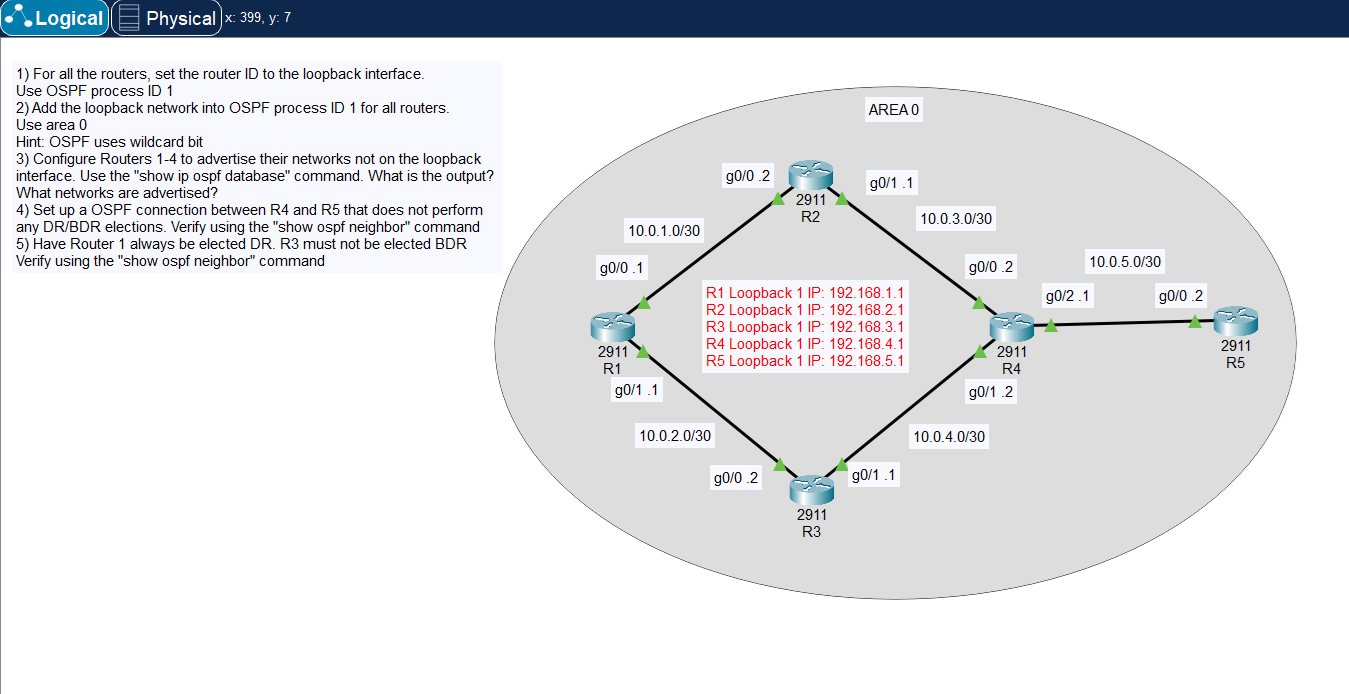 Logical
Physical
x: 399, y: 7
1) For all the routers, set the router ID to the loopback interface.
Use OSPF process ID 1
2) Add the loopback network into OSPF process ID 1 for all routers.
Use area 0
Hint: OSPF uses wildcard bit
3) Configure Routers 1-4 to advertise their networks not on the loopback
interface. Use the "show ip ospf database" command. What is the output?
What networks are advertised?
4) Set up a OSPF connection between R4 and R5 that does not perform
any DR/BDR elections. Verify using the "show ospf neighbor" command
5) Have Router 1 always be elected DR. R3 must not be elected BDR
Verify using the "show ospf neighbor" command
AREA 0
g0/0 .2
2911
R2
g0/1 .1
10.0.1.0/30
10.0.3.0/30
g0/0 .1
g0/0 .2
10.0.5.0/30
g0/2 .1
g0/0 .2
R1 Loopback 1 IP: 192.168.1.1
R2 Loopback 1 IP: 192.168.2.1
R3 Loopback 1 IP: 192.168.3.1
R4 Loopback 1 IP: 192.168.4.1
R5 Loopback 1 IP: 192.168.5.1
2911
R1
2911
R4
2911
R5
g0/1 .1
g0/1 .2
10.0.2.0/30
10.0.4.0/30
g0/0 .2
g0/1 .1
2911
R3